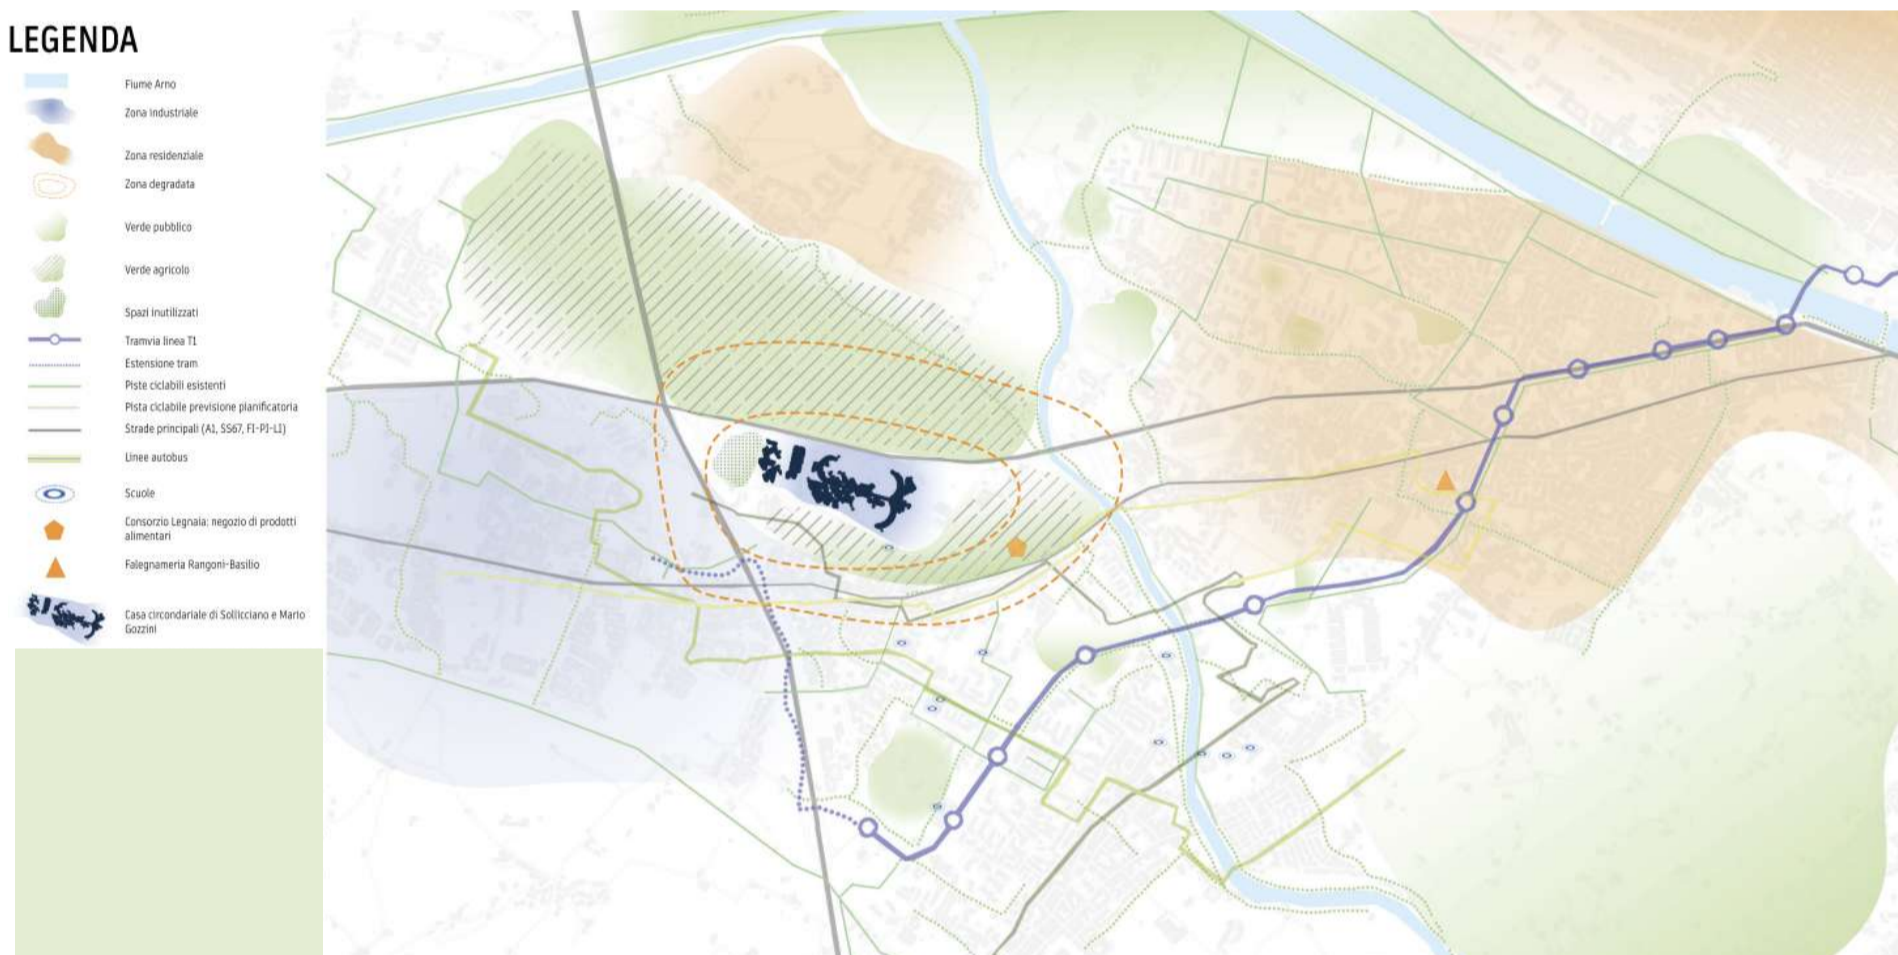 LEGENDA
Fiume Arno
Zona industriale
Zona residenziale
Zona degradata
Verde pubblico
Verde agricolo
Spazi inutilizzati
Tramvia linea T1
Estensione tram
Piste ciclabili esistenti
Pista ciclabile previsione planificatoria
Strade principali (A1, SS67, FI-PI-LI)
Linee autobus
Scuole
Consorzio Legnaia: negozio di prodotti
alimentari
Falegnameria Rangoni-Basilio
Casa circondariale di Sollicciano e Mario
Gozzini